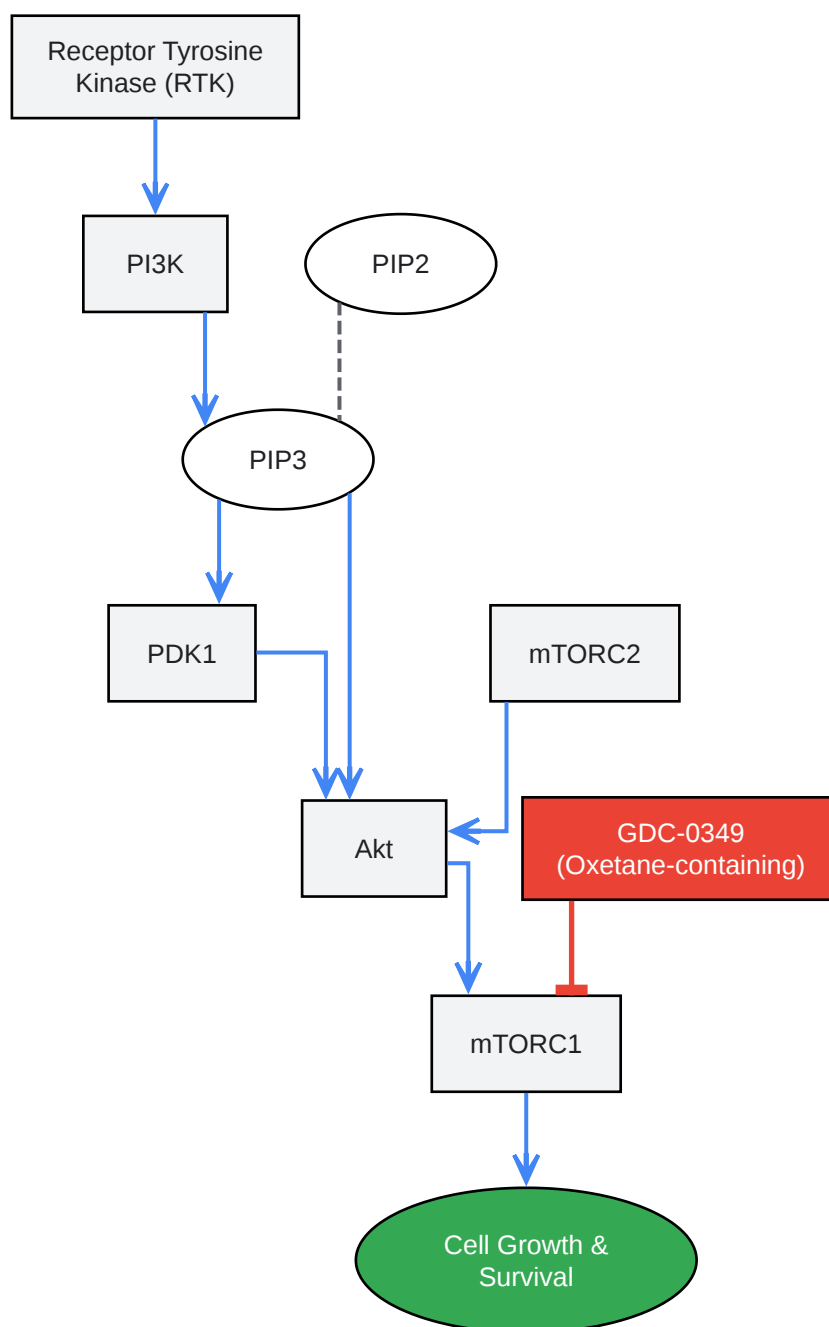 Receptor Tyrosine
Kinase (RTK)
PI3K
PIP2
PIP3
PDK1
mTORC2
Akt
GDC-0349
(Oxetane-containing)
mTORC1
Cell Growth &
Survival